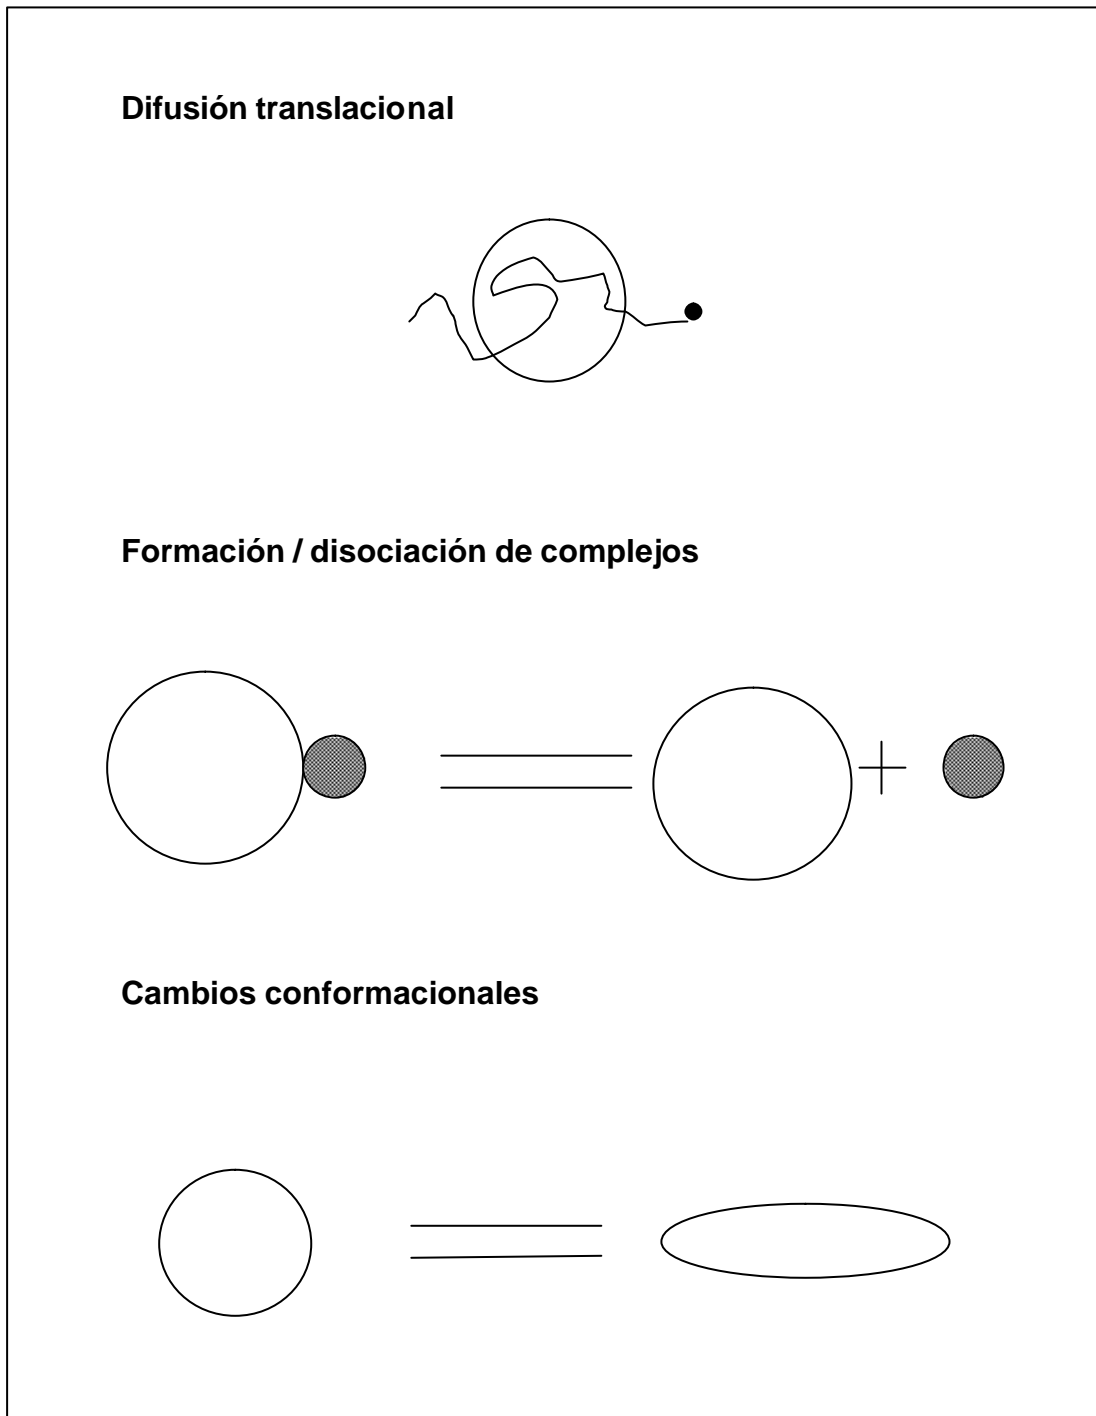 Difusión translacional
Formación / disociación de complejos
Cambios conformacionales